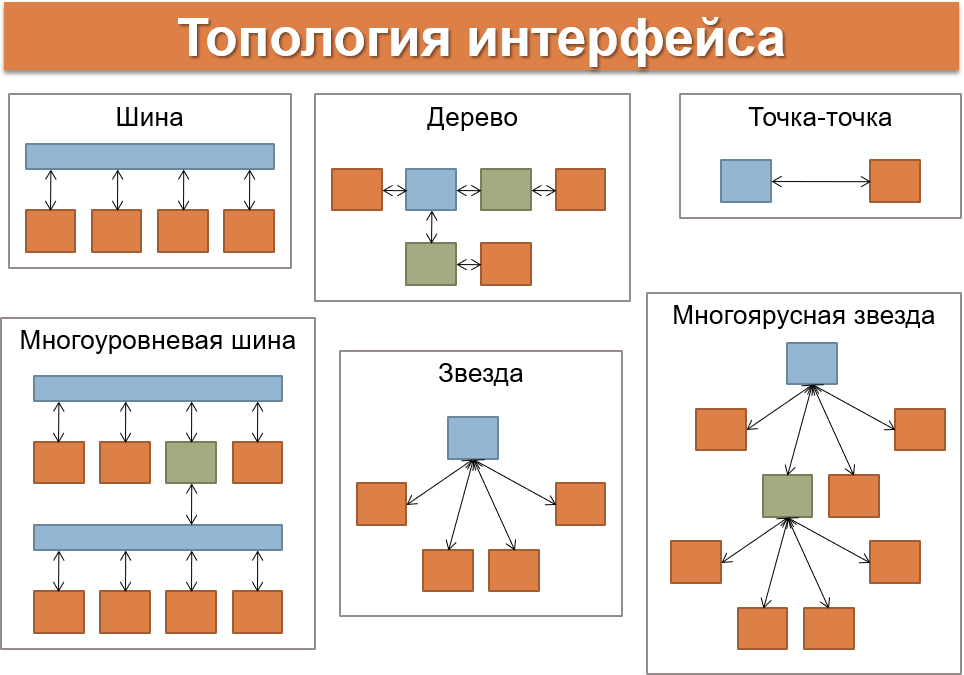 Топология интерфейса
Шина
Дерево
Точка-точка
Многоуровневая шина
Звезда
Многоярусная звезда